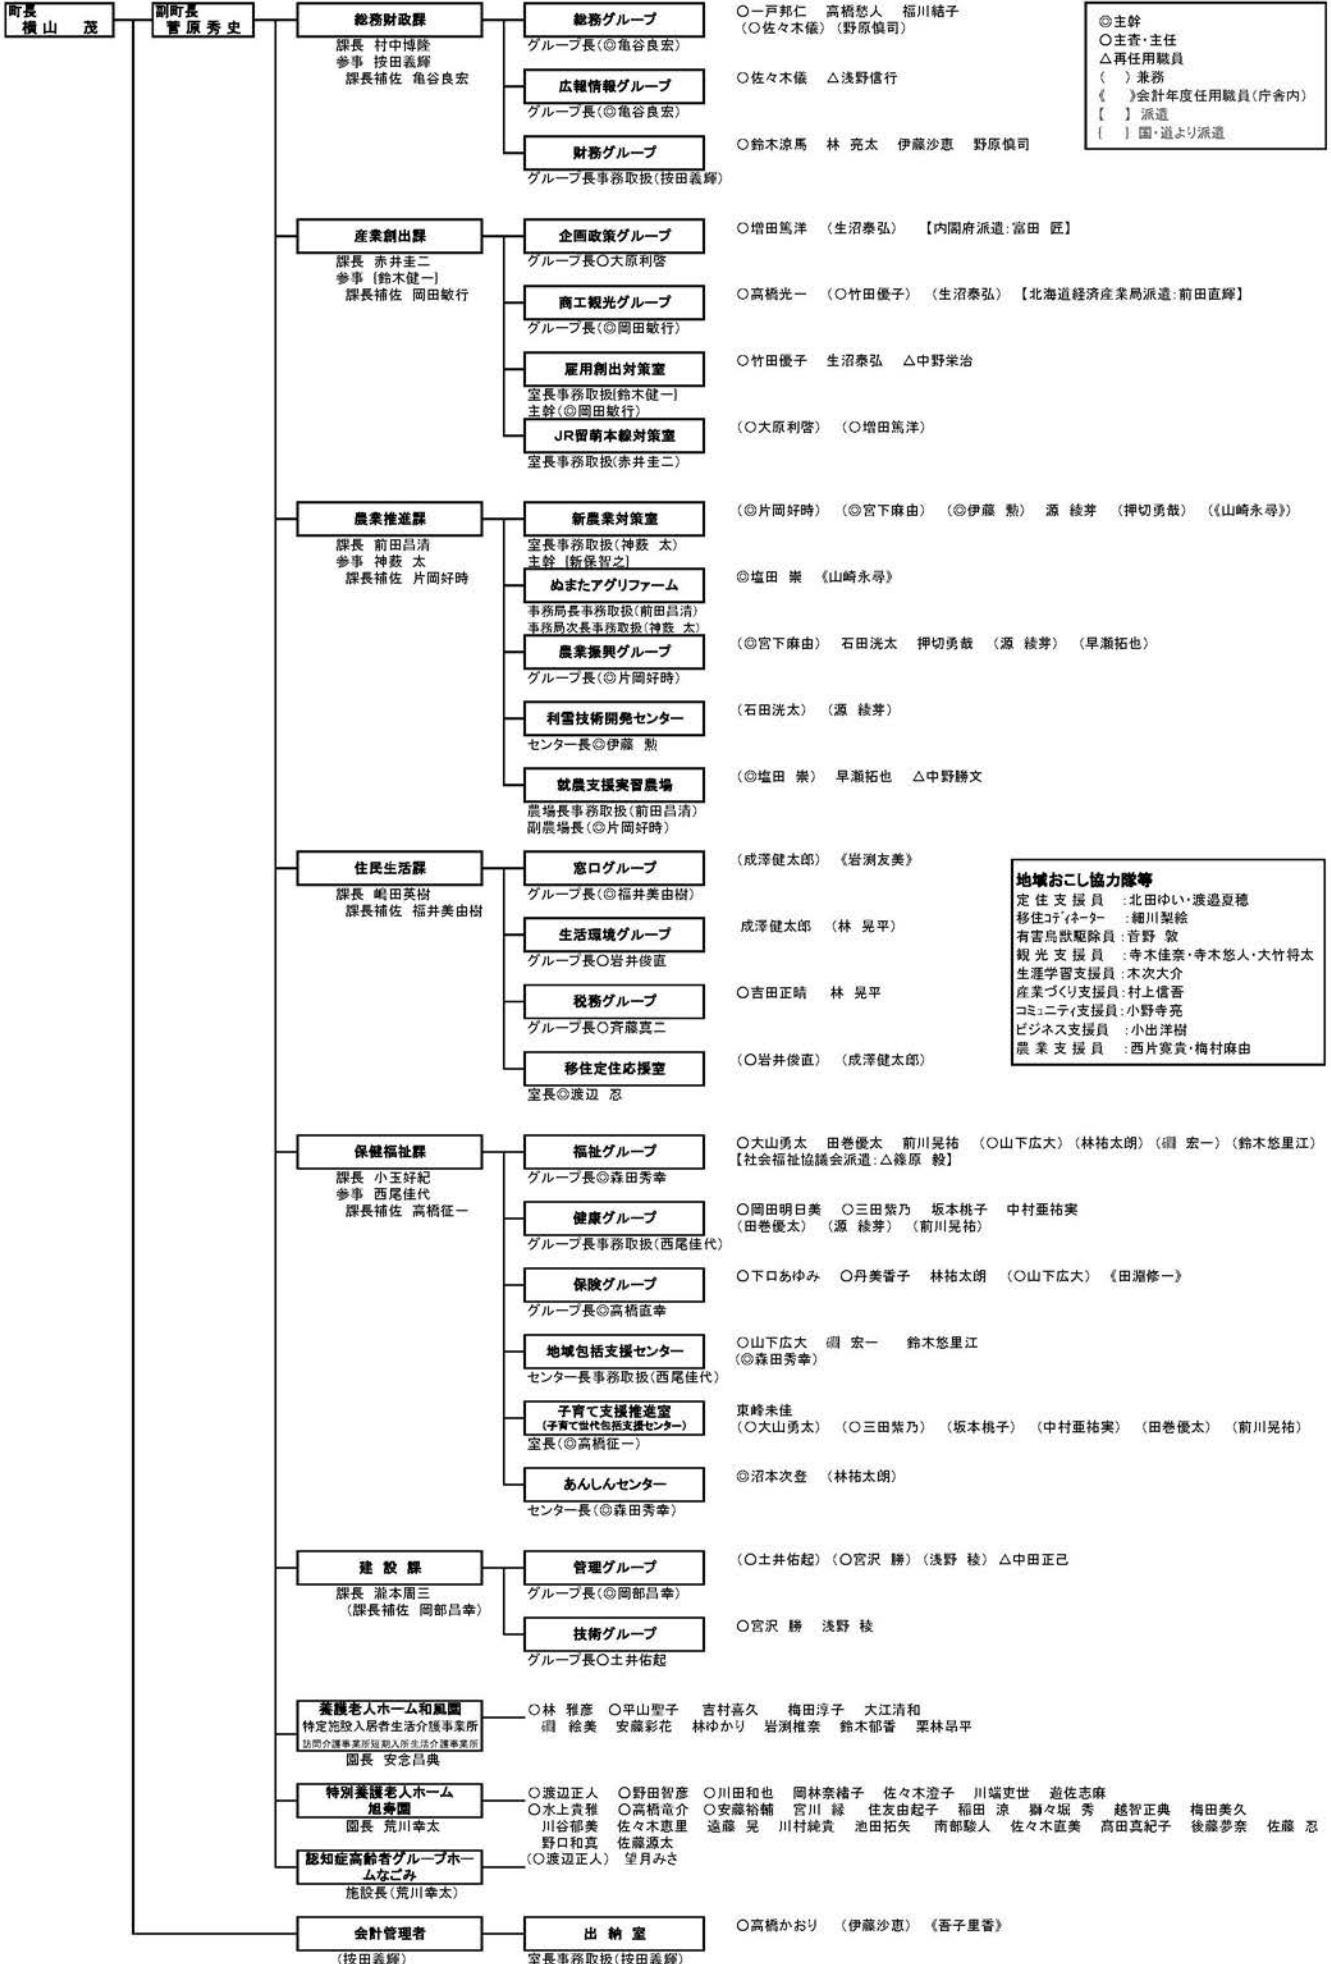 町長
横山　茂
副町長
菅原秀史
総務財政課
課長 村中博隆
参事 按田義輝
課長補佐 亀谷良宏
総務グループ
グループ長(◎亀谷良宏)
〇一戸邦仁　高橋愁人　福川結子
(〇佐々木儀)(野原慎司)
広報情報グループ
グループ長(◎亀谷良宏)
〇佐々木儀　△浅野信行
財務グループ
グループ長事務取扱(按田義輝)
〇鈴木涼馬　林 亮太　伊藤沙恵　野原慎司
◎主幹
〇主査・主任
△再任用職員
(　)兼務
《　》会計年度任用職員(庁舎内)
【　】派遣
[　] 国・道より派遣
産業創出課
課長 赤井圭二
参事 [鈴木健一]
課長補佐 岡田敏行
企画政策グループ
グループ長〇大原利啓
〇増田篤洋　(生沼泰弘)　【内閣府派遣:富田 匠】
商工観光グループ
グループ長(◎岡田敏行)
〇高橋光一　(〇竹田優子)　(生沼泰弘)　【北海道経済産業局派遣:前田直輝】
雇用創出対策室
室長事務取扱[鈴木健一]
主幹(◎岡田敏行)
〇竹田優子　生沼泰弘　△中野栄治
JR留萌本線対策室
室長事務取扱(赤井圭二)
(〇大原利啓)　(〇増田篤洋)
農業推進課
課長 前田昌清
参事 神薮 太
課長補佐 片岡好時
新農業対策室
室長事務取扱(神薮 太)
主幹 [新保智之]
(◎片岡好時)　(◎宮下麻由)　(◎伊藤 勲)　源 綾芽　(押切勇哉)　(《山崎永尋》)
ぬまたアグリファーム
事務局長事務取扱(前田昌清)
事務局次長事務取扱(神薮 太)
◎塩田 崇　《山崎永尋》
農業振興グループ
グループ長(◎片岡好時)
(◎宮下麻由)　石田洸太　押切勇哉　(源 綾芽)　(早瀬拓也)
利雪技術開発センター
センター長◎伊藤 勲
(石田洸太)　(源 綾芽)
就農支援実習農場
農場長事務取扱(前田昌清)
副農場長(◎片岡好時)
(◎塩田 崇)　早瀬拓也　△中野勝文
住民生活課
課長 嶋田英樹
課長補佐 福井美由樹
窓口グループ
グループ長(◎福井美由樹)
(成澤健太郎)　《岩渕友美》
生活環境グループ
グループ長〇岩井俊直
成澤健太郎　(林 晃平)
税務グループ
グループ長〇斉藤真二
〇吉田正晴　林 晃平
移住定住応援室
室長◎渡辺 忍
(〇岩井俊直)　(成澤健太郎)
地域おこし協力隊等
定住支援員 :北田ゆい・渡邉夏穂
移住コディネーター :細川梨絵
有害鳥獣駆除員:菅野 敦
観光支援員 :寺木佳奈・寺木悠人・大竹将太
生涯学習支援員:木次大介
産業づくり支援員:村上信吾
コミュニティ支援員:小野寺亮
ビジネス支援員 :小出洋樹
農業支援員 :西片寛貴・梅村麻由
保健福祉課
課長 小玉好紀
参事 西尾佳代
課長補佐 高橋征一
福祉グループ
グループ長◎森田秀幸
〇大山勇太　田巻優太　前川晃祐　(〇山下広大)(林祐太朗)(礀 宏一)(鈴木悠里江)
【社会福祉協議会派遣:△篠原 毅】
健康グループ
グループ長事務取扱(西尾佳代)
〇岡田明日美　〇三田紫乃　坂本桃子　中村亜祐実
(田巻優太)　(源 綾芽)　(前川晃祐)
保険グループ
グループ長◎高橋直幸
〇下口あゆみ　〇丹美香子　林祐太朗　(〇山下広大)　《田淵修一》
地域包括支援センター
センター長事務取扱(西尾佳代)
〇山下広大　礀 宏一　鈴木悠里江
(◎森田秀幸)
子育て支援推進室
(子育て世代包括支援センター)
室長(◎高橋征一)
東峰未佳
(〇大山勇太)　(〇三田紫乃)　(坂本桃子)　(中村亜祐実)　(田巻優太)　(前川晃祐)
あんしんセンター
センター長(◎森田秀幸)
◎沼本次登　(林祐太朗)
建設課
課長 瀧本周三
(課長補佐 岡部昌幸)
管理グループ
グループ長(◎岡部昌幸)
(〇土井佑起)(〇宮沢 勝)(浅野 稜)△中田正己
技術グループ
グループ長〇土井佑起
〇宮沢 勝　浅野 稜
養護老人ホーム和風園
特定施設入居者生活介護事業所
訪問介護事業所短期入所生活介護事業所
園長 安念昌典
〇林 雅彦　〇平山聖子　吉村喜久　梅田淳子　大江清和
礀 絵美　安藤彩花　林ゆかり　岩渕椎奈　鈴木郁香　栗林昂平
特別養護老人ホーム
旭寿園
園長 荒川幸太
〇渡辺正人　〇野田智彦　〇川田和也　岡林奈緒子　佐々木澄子　川端吏世　遊佐志麻
〇水上貴雅　〇高橋竜介　〇安藤裕輔　宮川 縁　住友由起子　稲田 涼　獅々堀 秀　越智正典　梅田美久
川谷郁美　佐々木恵里　遠藤 晃　川村純貴　池田拓矢　南部駿人　佐々木直美　高田真紀子　後藤夢奈　佐藤 忍
野口和真　佐藤源太
認知症高齢者グループホームなごみ
施設長(荒川幸太)
(〇渡辺正人)　望月みさ
会計管理者
(按田義輝)
出納室
室長事務取扱(按田義輝)
〇高橋かおり　(伊藤沙恵)　《吾子里香》